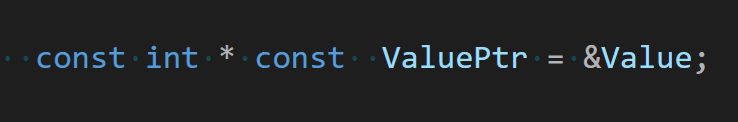 const int * const  ValuePtr = &Value;